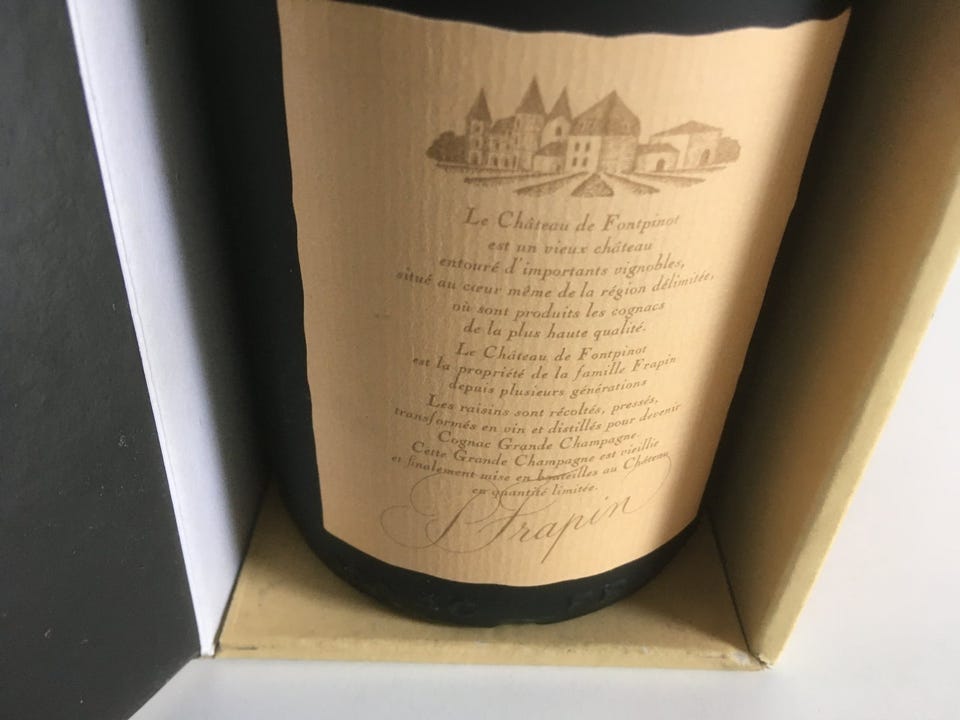 Le Château de Fontpinot
est un vieux château
entouré d'importants vignobles,
situé au cœur même de la région délimitée,
où sont produits les cognacs
de la plus haute qualité.
Le Château de Fontpinot
est la propriété de la famille Frapin
depuis plusieurs générations
Les raisins sont récoltés, pressés,
transformés en vin et distillés pour devenir
Cognac Grande Champagne.
Cette Grande Champagne est vieillie
et finalement mise en bouteilles au Château
en quantité limitée.
P. Frapin